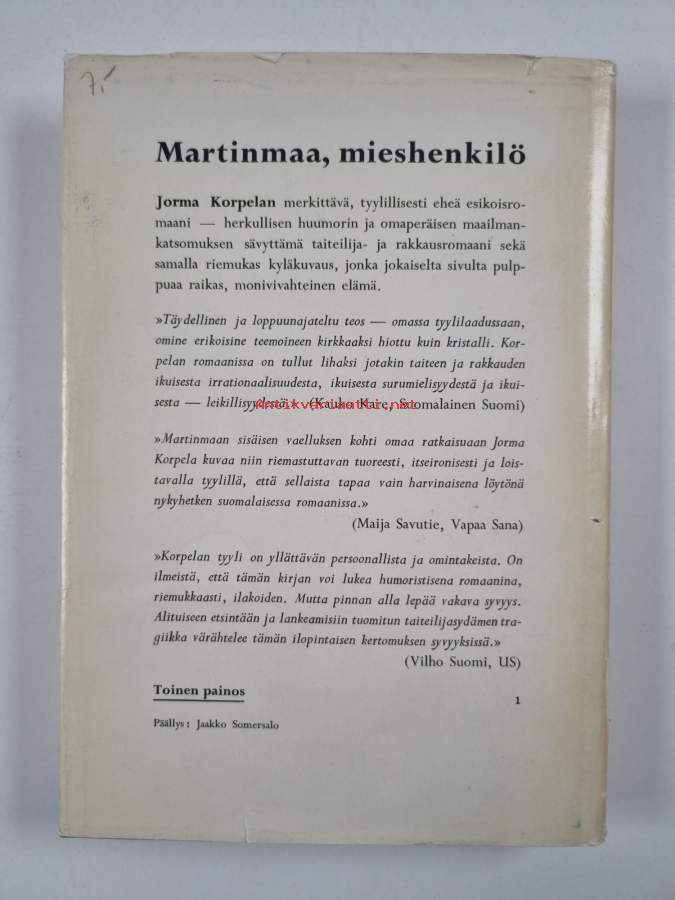 7,-
Martinmaa, mieshenkilö
Jorma Korpelan merkittävä, tyylillisesti eheä esikoisro-
maani — herkullisen huumorin ja omaperäisen maailman-
katsomuksen sävyttämä taiteilija- ja rakkausromaani sekä
samalla riemukas kyläkuvaus, jonka jokaiselta sivulta pulp-
puaa raikas, monivivahteinen elämä.
»Täydellinen ja loppuunajateltu teos — omassa tyylilaadussaan,
omine erikoisine teemoineen kirkkaaksi hiottu kuin kristalli. Kor-
pelan romaanissa on tullut lihaksi jotakin taiteen ja rakkauden
ikuisesta irrationaalisuudesta, ikuisesta surumielisyydestä ja ikui-
sesta — leikillisyydestä.» (Kauko Kare, Suomalainen Suomi)
Antikvariaatti.net
»Martinmaan sisäisen vaelluksen kohti omaa ratkaisuaan Jorma
Korpela kuvaa niin riemastuttavan tuoreesti, itseironisesti ja lois-
tavalla tyylillä, että sellaista tapaa vain harvinaisena löytönä
nykyhetken suomalaisessa romaanissa.»
(Maija Savutie, Vapaa Sana)
»Korpelan tyyli on yllättävän persoonallista ja omintakeista. On
ilmeistä, että tämän kirjan voi lukea humoristisena romaanina,
riemukkaasti, ilakoiden. Mutta pinnan alla lepää vakava syvyys.
Alituiseen etsintään ja lankeamisiin tuomitun taiteilijasydämen tra-
giikka värähtelee tämän ilopintaisen kertomuksen syvyyksissä.»
(Vilho Suomi, US)
Toinen painos
1
Päällys: Jaakko Somersalo